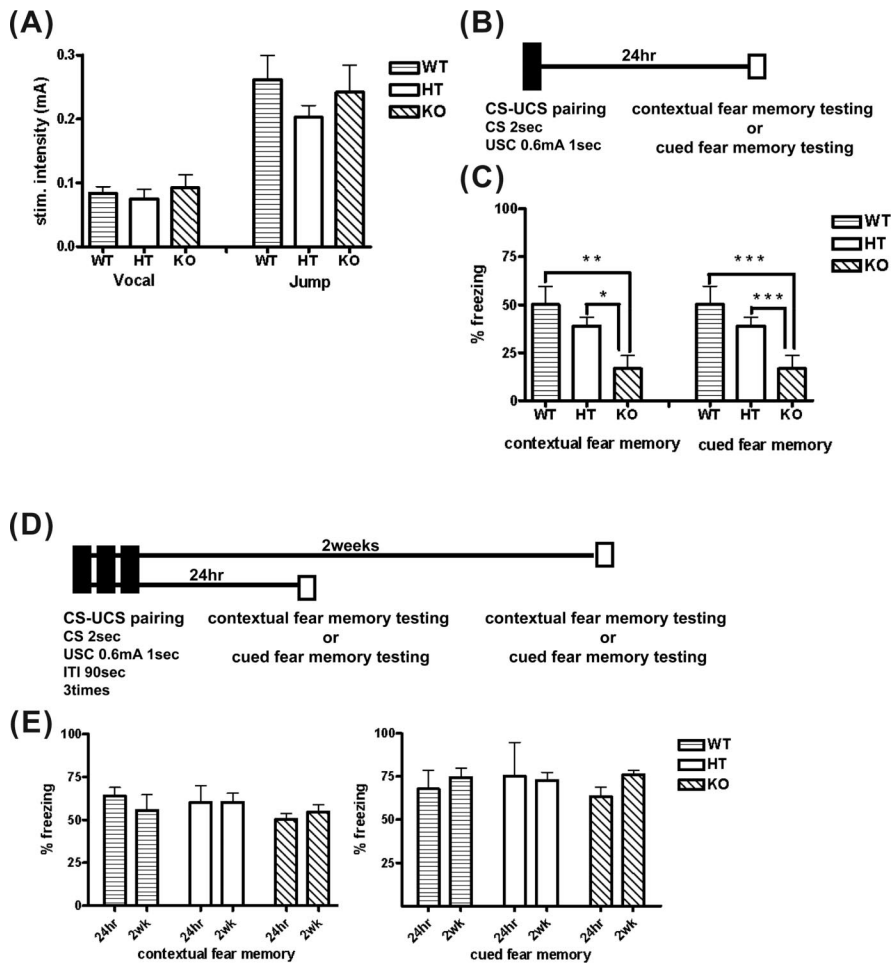 (A)
stim. intensity (mA)
0.3
0.2
0.1
0.0
WT HT KO WT HT KO
Vocal Jump
WT
HT
KO
(B)
24hr
CS-UCS pairing
CS 2sec
USC 0.6mA 1sec
contextual fear memory testing
or
cued fear memory testing
(C)
% freezing
100
75
50
25
0
** *
*** ***
WT HT KO WT HT KO
contextual fear memory cued fear memory
WT
HT
KO
(D)
2weeks
24hr
CS-UCS pairing
CS 2sec
USC 0.6mA 1sec
ITI 90sec
3times
contextual fear memory testing
or
cued fear memory testing
contextual fear memory testing
or
cued fear memory testing
(E)
% freezing
100
75
50
25
0
24hr 2wk 24hr 2wk 24hr 2wk
contextual fear memory
% freezing
100
75
50
25
24hr 2wk 24hr 2wk 24hr 2wk
cued fear memory
WT
HT
KO